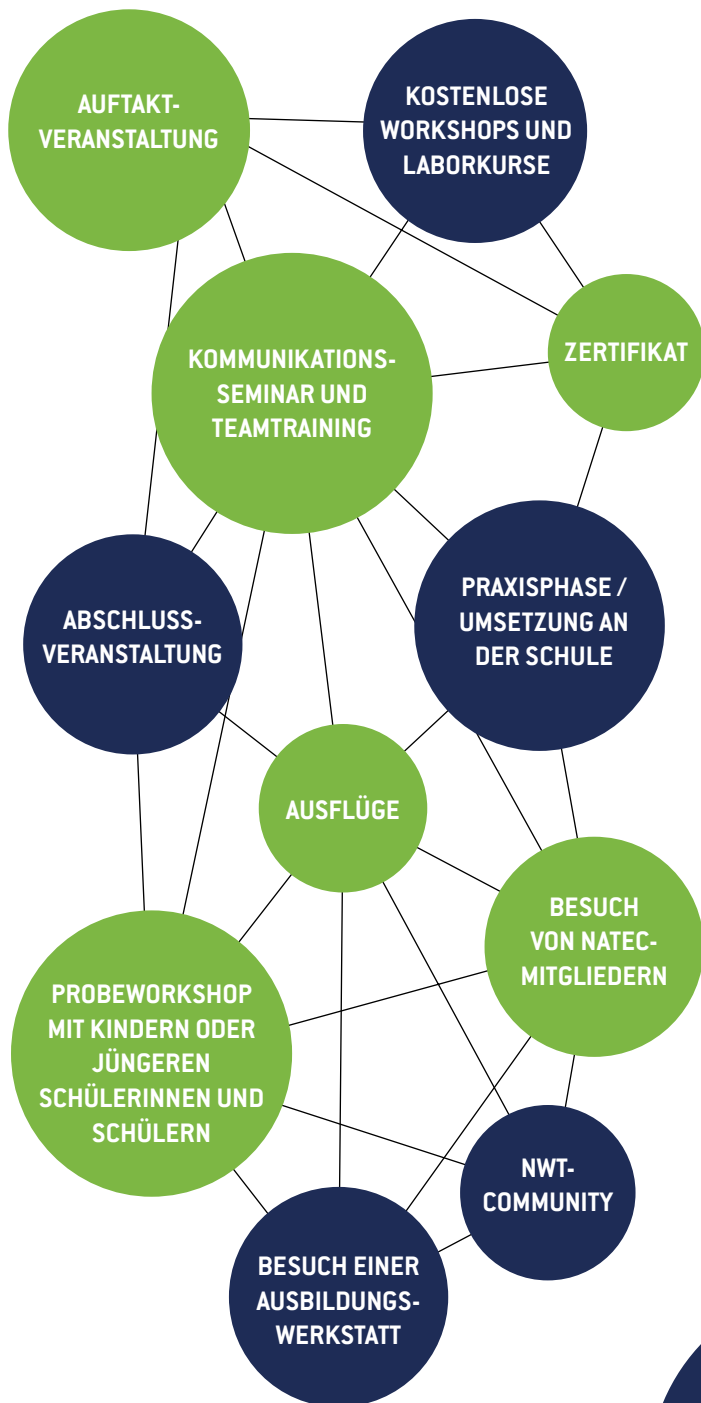 AUFTAKT-
VERANSTALTUNG
KOSTENLOSE
WORKSHOPS UND
LABORKURSE
ZERTIFIKAT
KOMMUNIKATIONS-
SEMINAR UND
TEAMTRAINING
PRAXISPHASE /
UMSETZUNG AN
DER SCHULE
ABSCHLUSS-
VERANSTALTUNG
AUSFLÜGE
BESUCH
VON NATEC-
MITGLIEDERN
PROBEWORKSHOP
MIT KINDERN ODER
JÜNGEREN
SCHÜLERINNEN UND
SCHÜLERN
NWT-
COMMUNITY
BESUCH EINER
AUSBILDUNGS-
WERKSTATT